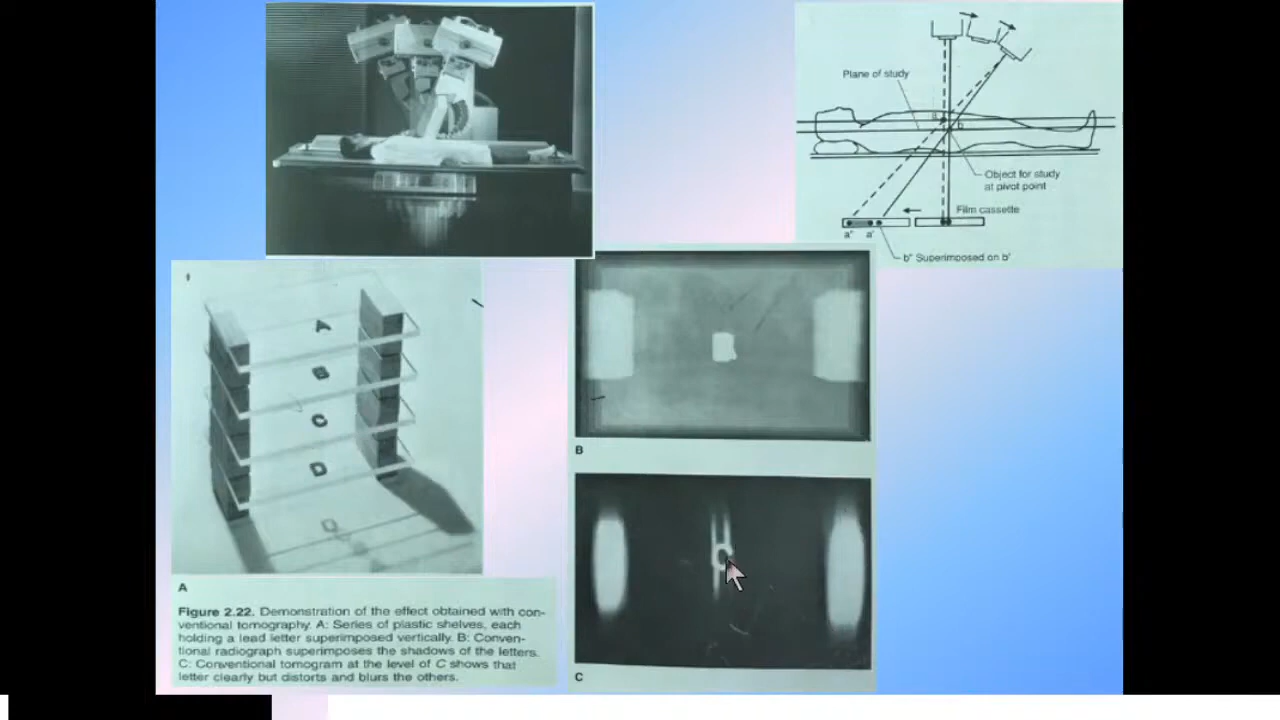 Plane of study
a
b
Object for study
at pivot point
Film cassette
a" a'
b" Superimposed on b'
A
B
C
D
B
C
A
Figure 2.22. Demonstration of the effect obtained with con-
ventional tomography. A: Series of plastic shelves, each
holding a lead letter superimposed vertically. B: Conven-
tional radiograph superimposes the shadows of the letters.
C: Conventional tomogram at the level of C shows that
letter clearly but distorts and blurs the others.
C